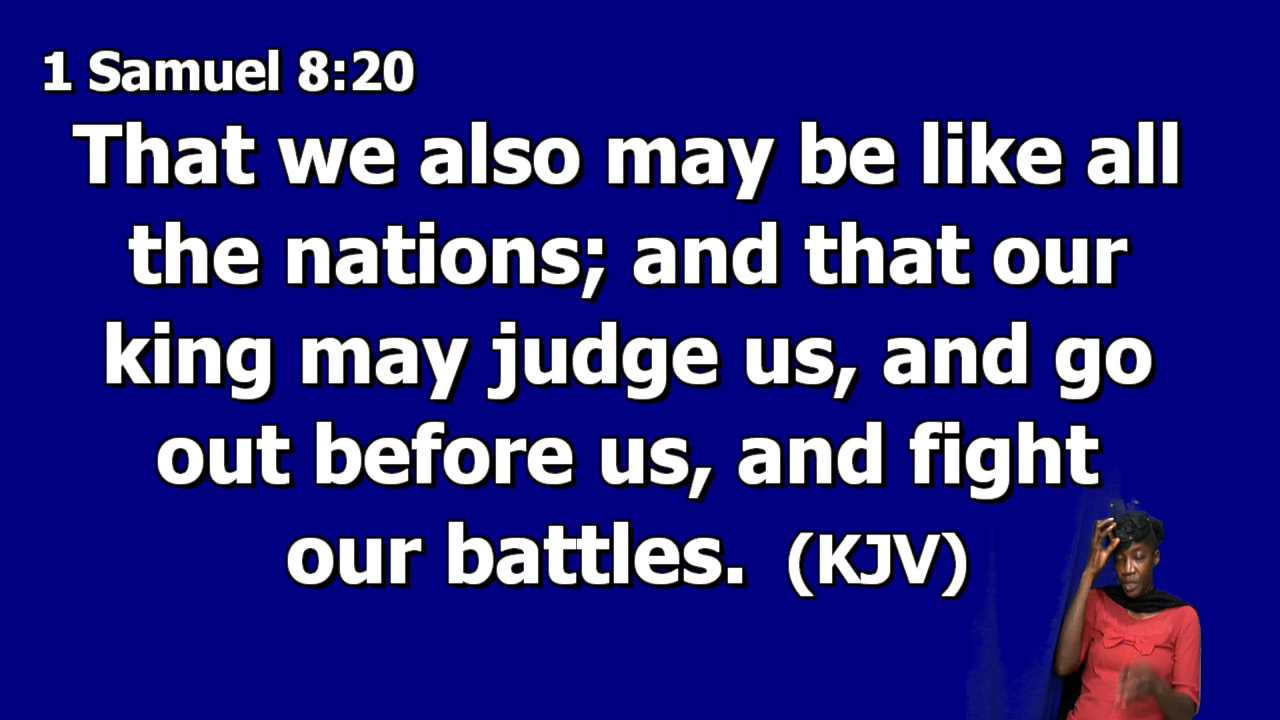 1 Samuel 8:20
That we also may be like all
the nations; and that our
king may judge us, and go
out before us, and fight
our battles. (KJV)